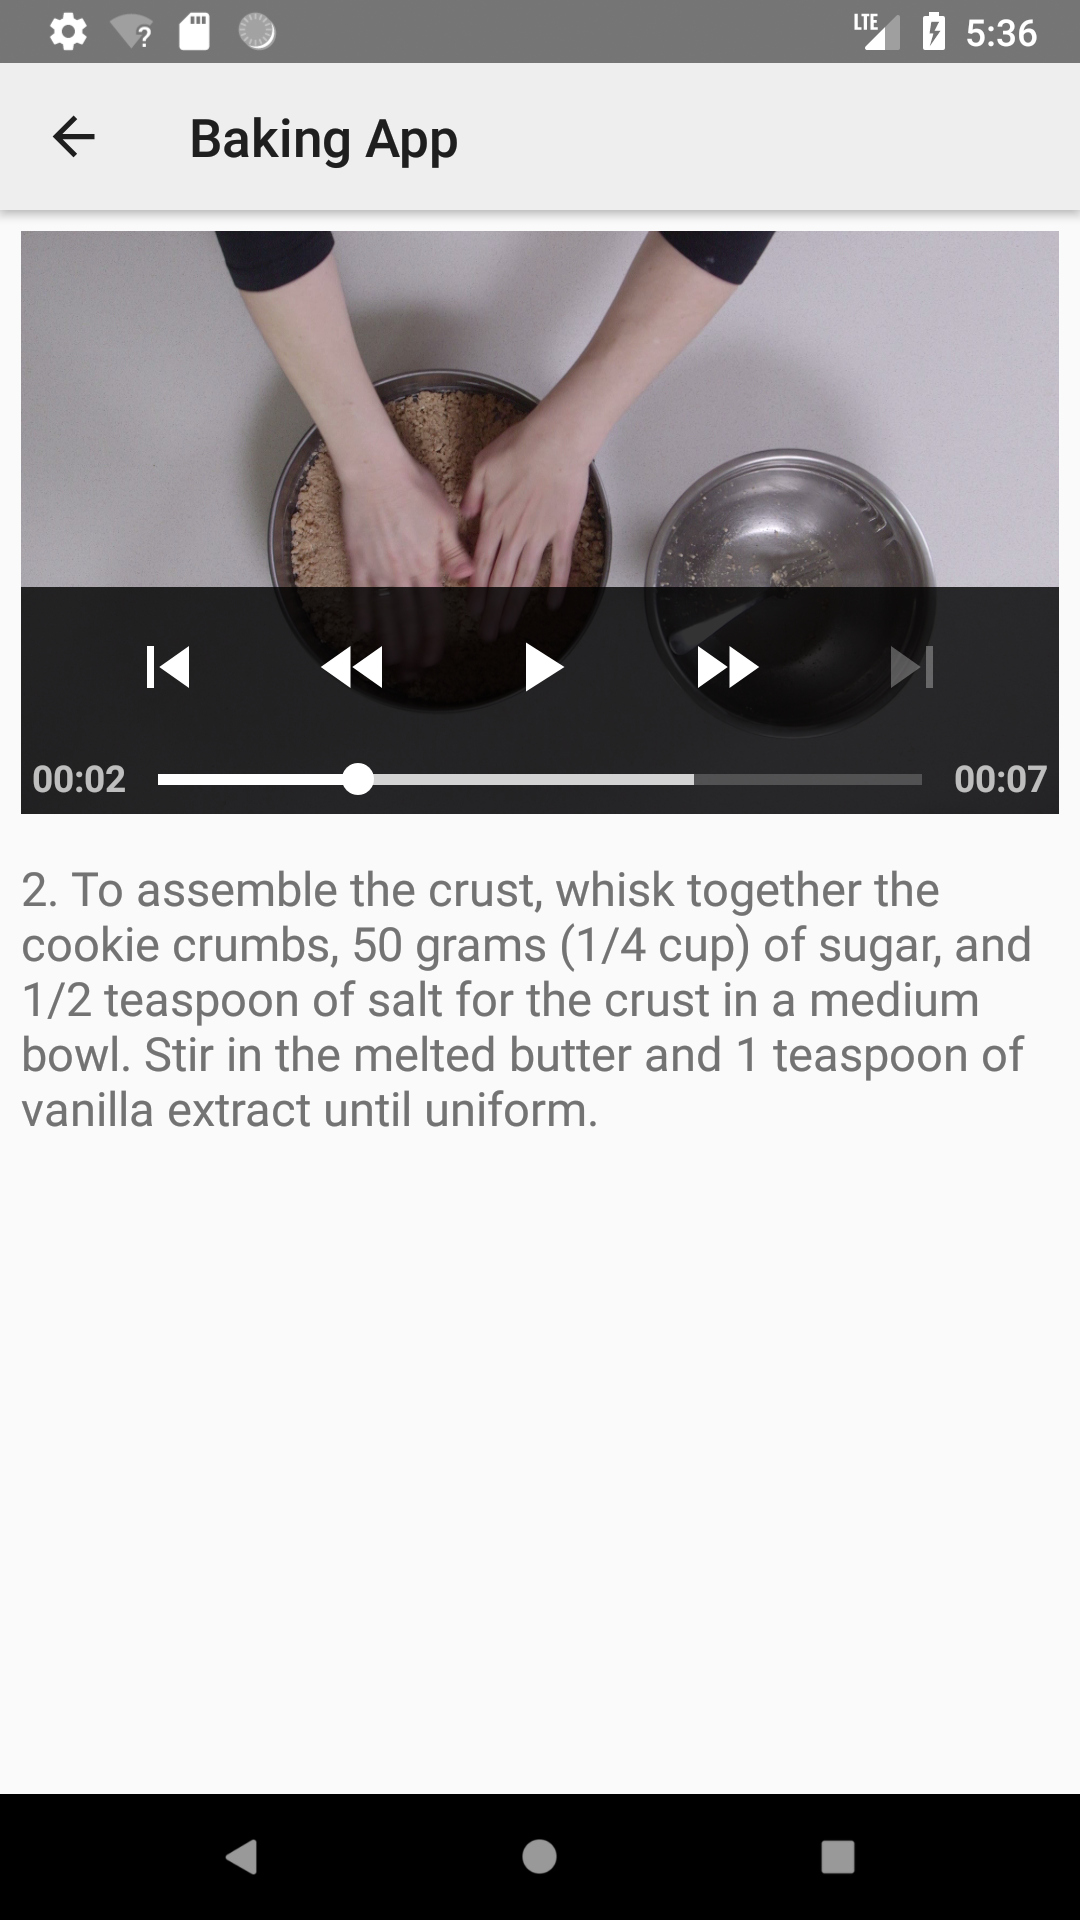 LTE 5:36
Baking App
00:02 00:07
2. To assemble the crust, whisk together the
cookie crumbs, 50 grams (1/4 cup) of sugar, and
1/2 teaspoon of salt for the crust in a medium
bowl. Stir in the melted butter and 1 teaspoon of
vanilla extract until uniform.